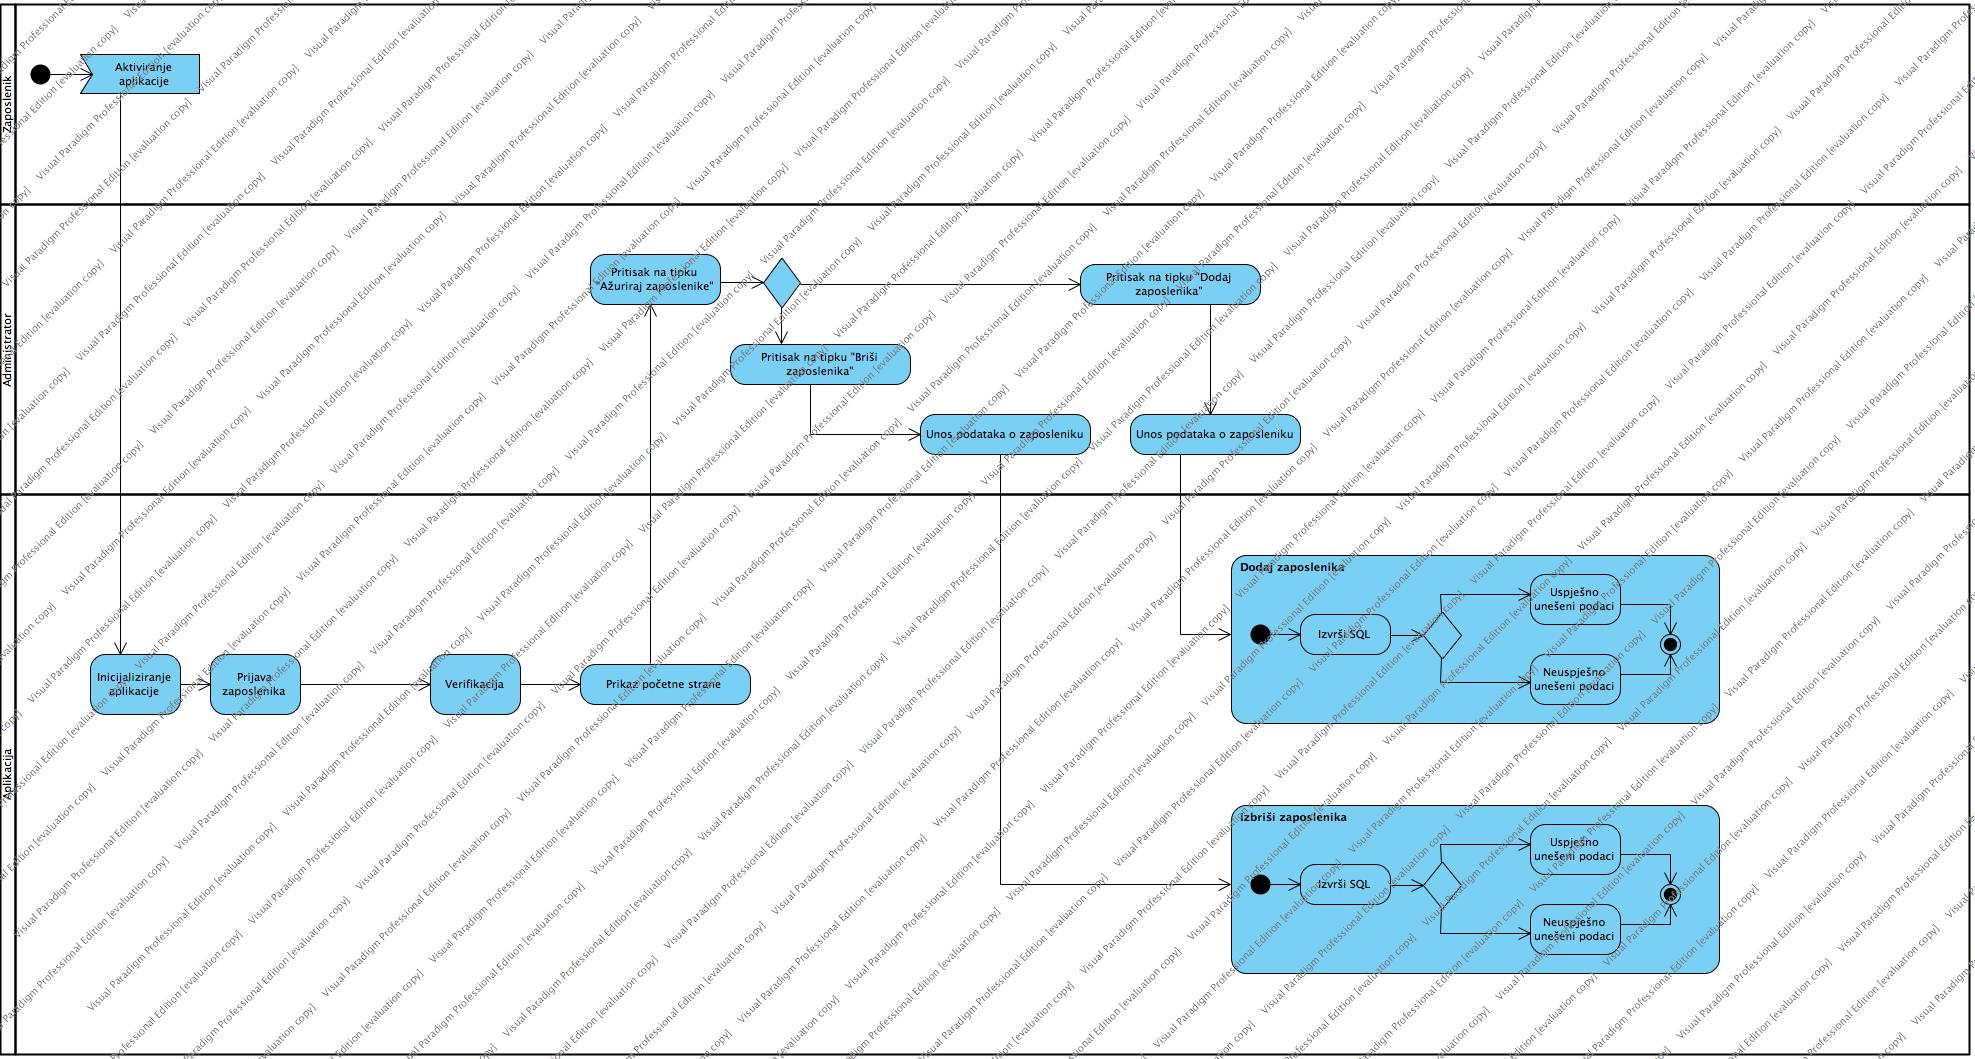 Zaposlenik
Aktiviranje
aplikacije
Administrator
Pritisak na tipku
"Ažuriraj zaposlenike"
Pritisak na tipku "Dodaj
zaposlenika"
Pritisak na tipku "Briši
zaposlenika"
Unos podataka o zaposleniku
Unos podataka o zaposleniku
Aplikacija
Inicijaliziranje
aplikacije
Prijava
zaposlenika
Verifikacija
Prikaz početne strane
Dodaj zaposlenika
Izvrši SQL
Uspješno
unešeni podaci
Neuspješno
unešeni podaci
Izbriši zaposlenika
Izvrši SQL
Uspješno
unešeni podaci
Neuspješno
unešeni podaci
Visual Paradigm Professional Edition [evaluation copy]